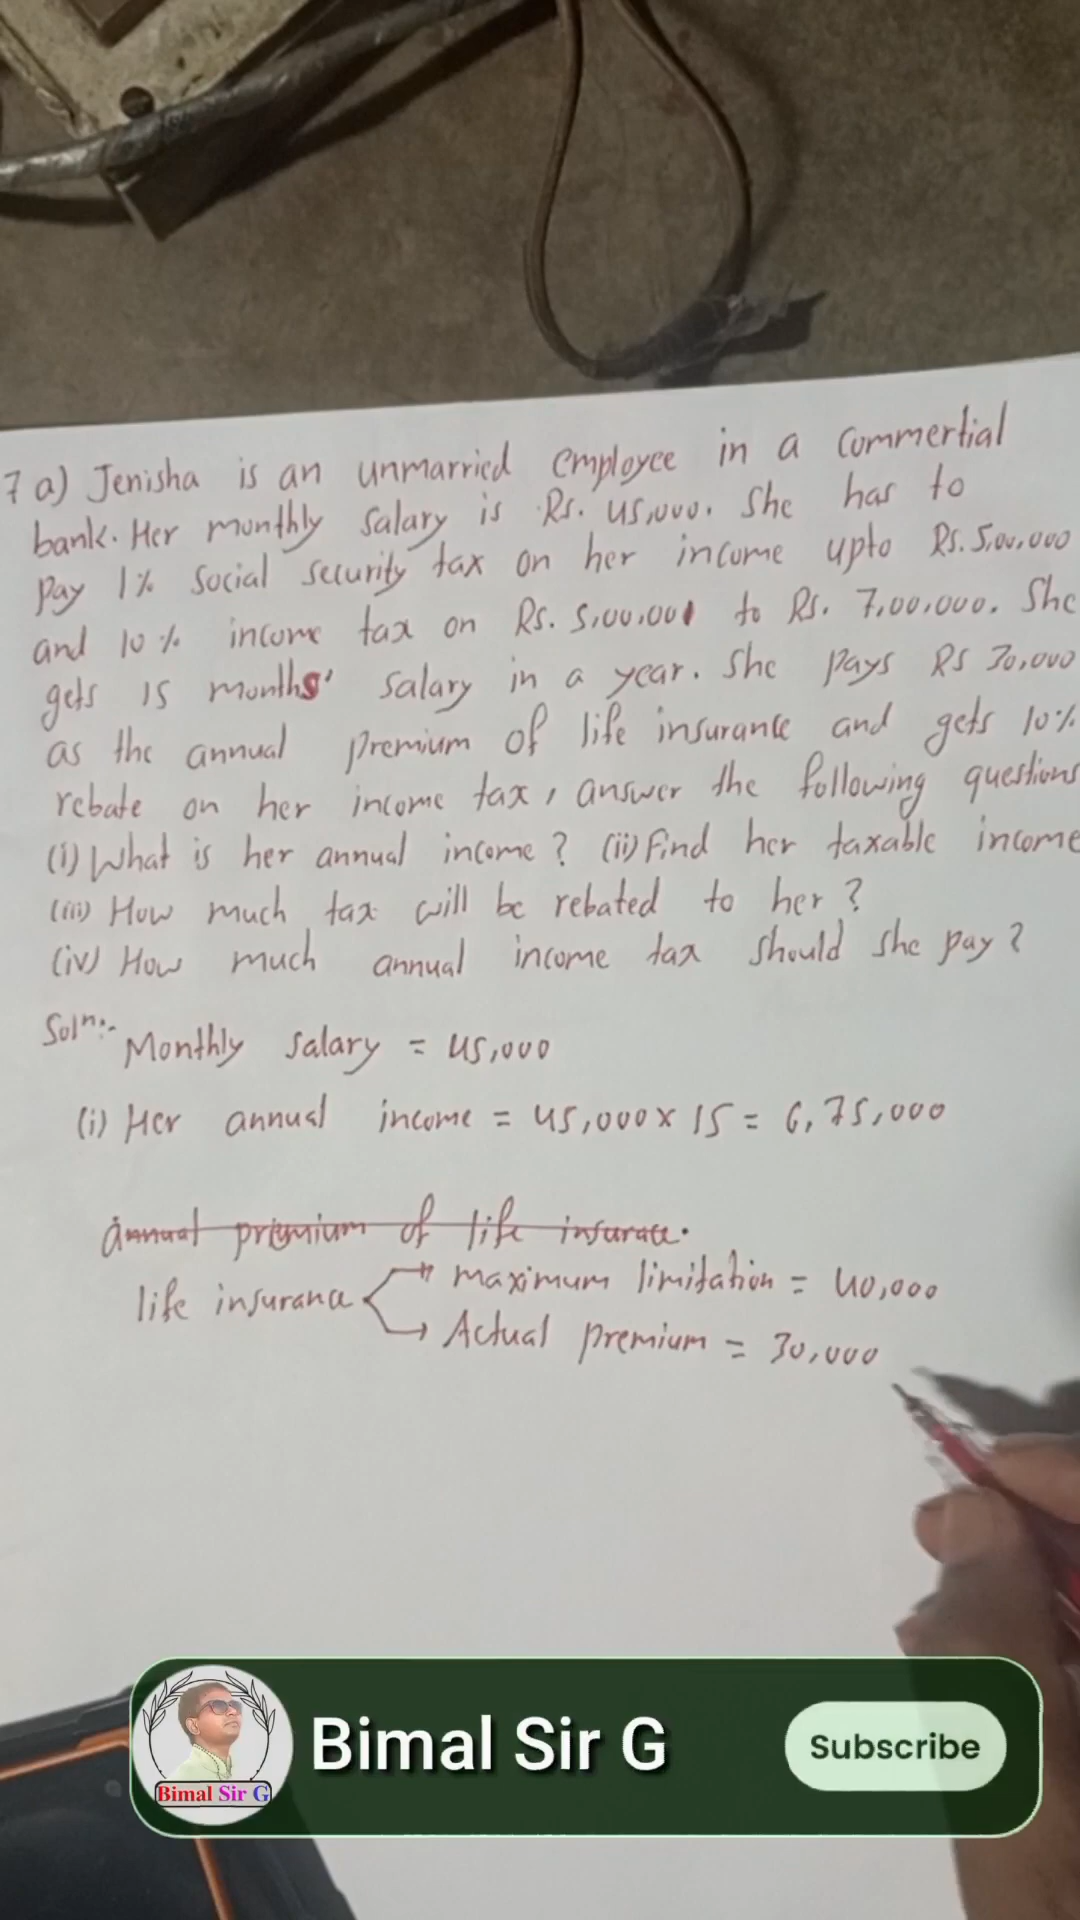 7 a) Jenisha is an unmarried employee in a commertial
bank. Her monthly salary is Rs. 45,000. She has to
pay 1% social security tax on her income upto Rs. 5,00,000
and 10% income tax on Rs. 5,00,001 to Rs. 7,00,000. She
gets 15 months' salary in a year. She pays Rs 30,000
as the annual premium of life insurance and gets 10%
rebate on her income tax, answer the following questions
(i) What is her annual income? (ii) Find her taxable income
(iii) How much tax will be rebated to her?
(iv) How much annual income tax should she pay?
Soln:- Monthly salary = 45,000
(i) Her annual income = 45,000 x 15 = 6,75,000
Annual premium of life insurace.
life insurance → maximum limitation = 40,000
→ Actual premium = 30,000
Bimal Sir G
Bimal Sir G
Subscribe